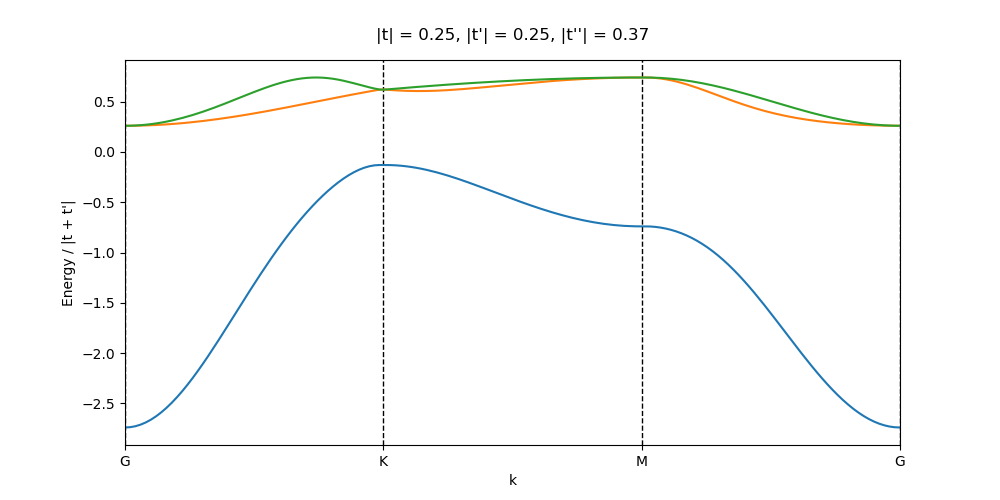 |t| = 0.25, |t'| = 0.25, |t''| = 0.37
Energy / |t + t'|
0.5
0.0
−0.5
−1.0
−1.5
−2.0
−2.5
G K M G
k